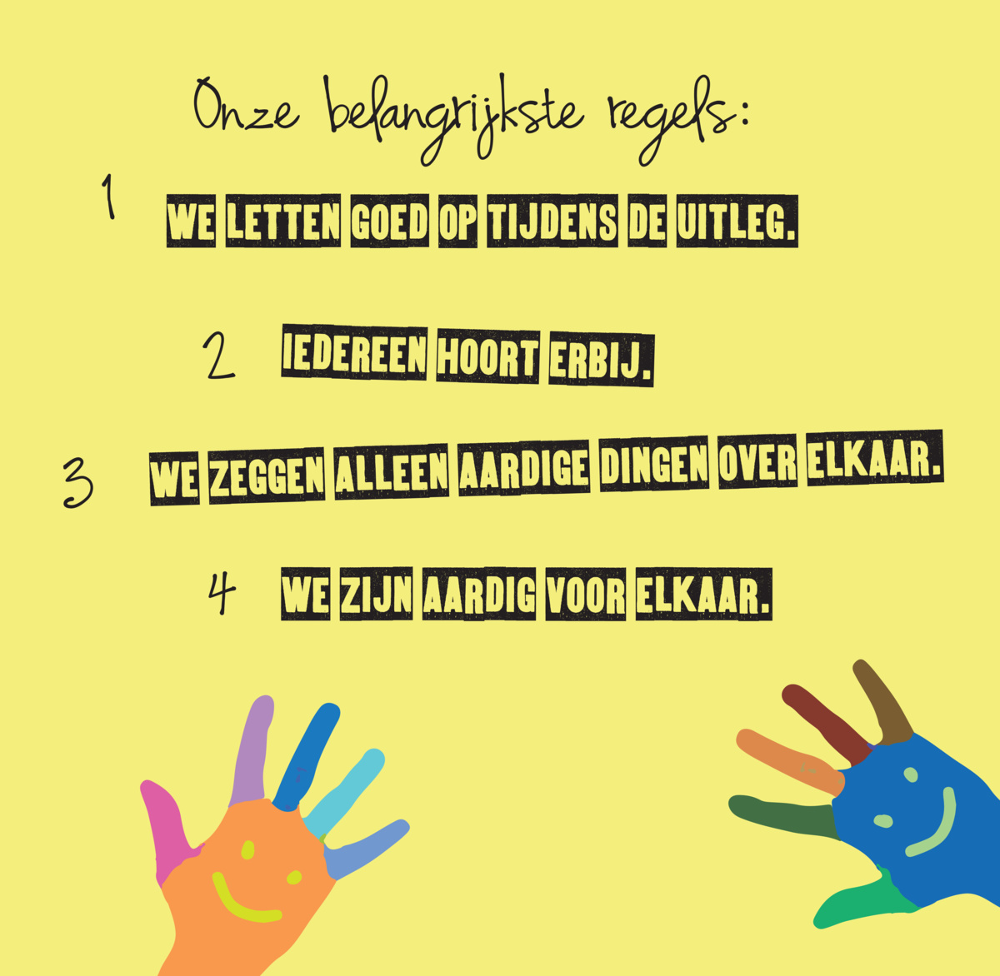 Onze belangrijkste regels:
1 WE LETTEN GOED OP TIJDENS DE UITLEG.
2 IEDEREEN HOORT ERBIJ.
3 WE ZEGGEN ALLEEN AARDIGE DINGEN OVER ELKAAR.
4 WE ZIJN AARDIG VOOR ELKAAR.